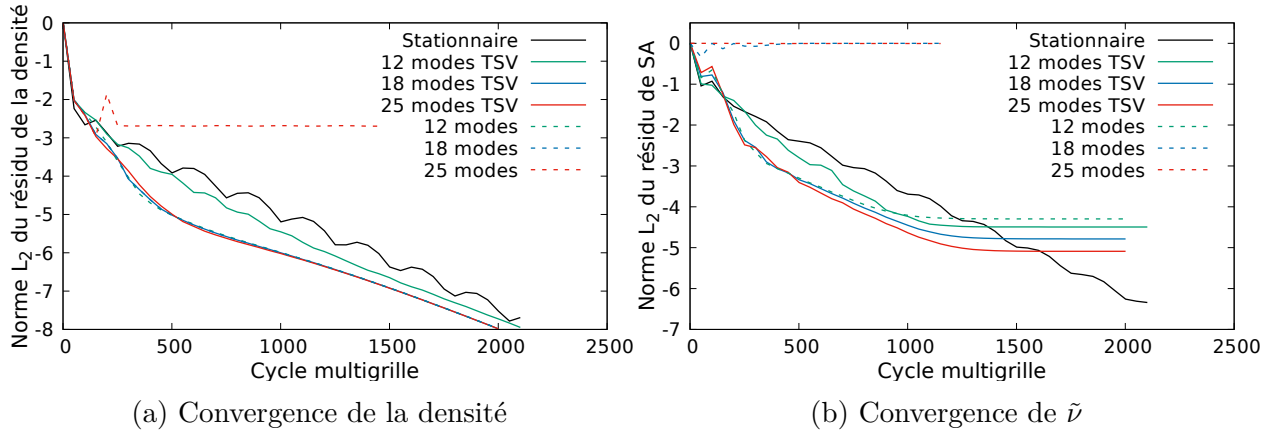 0
-1
-2
-3
-4
-5
-6
-7
-8
Norme L2 du résidu de la densité
Stationnaire
12 modes TSV
18 modes TSV
25 modes TSV
12 modes
18 modes
25 modes
0 500 1000 1500 2000 2500
Cycle multigrille
(a) Convergence de la densité
0
-1
-2
-3
-4
-5
-6
-7
Norme L2 du résidu de SA
Stationnaire
12 modes TSV
18 modes TSV
25 modes TSV
12 modes
18 modes
25 modes
0 500 1000 1500 2000 2500
Cycle multigrille
(b) Convergence de ν̃